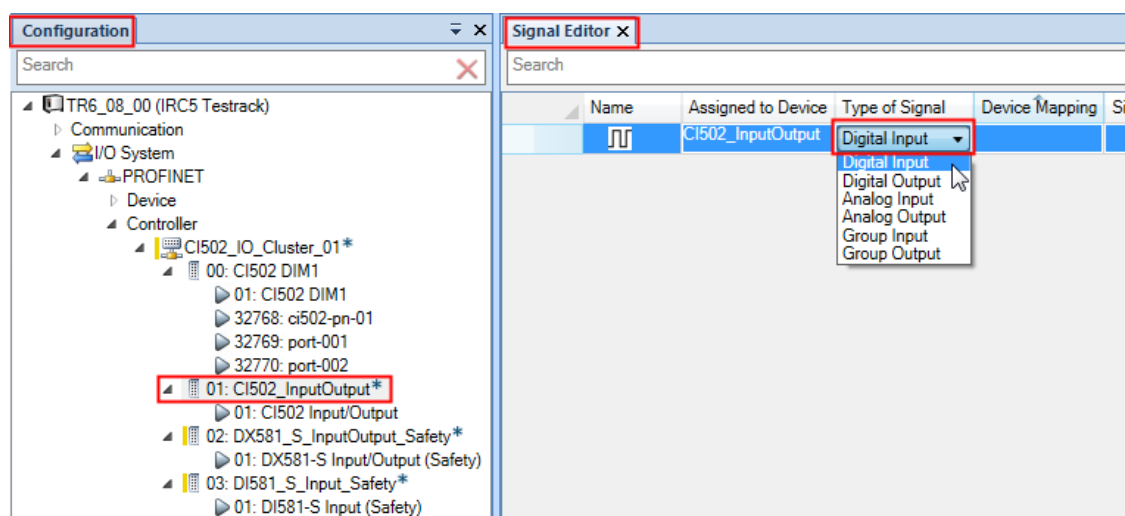 Configuration
Search
TR6_08_00 (IRC5 Testrack)
Communication
I/O System
PROFINET
Device
Controller
CI502_IO_Cluster_01*
00: CI502 DIM1
01: CI502 DIM1
32768: ci502-pn-01
32769: port-001
32770: port-002
01: CI502_InputOutput*
01: CI502 Input/Output
02: DX581_S_InputOutput_Safety*
01: DX581-S Input/Output (Safety)
03: DI581_S_Input_Safety*
01: DI581-S Input (Safety)
Signal Editor X
Search
Name Assigned to Device Type of Signal Device Mapping Si
CI502_InputOutput Digital Input
Digital Input
Digital Output
Analog Input
Analog Output
Group Input
Group Output